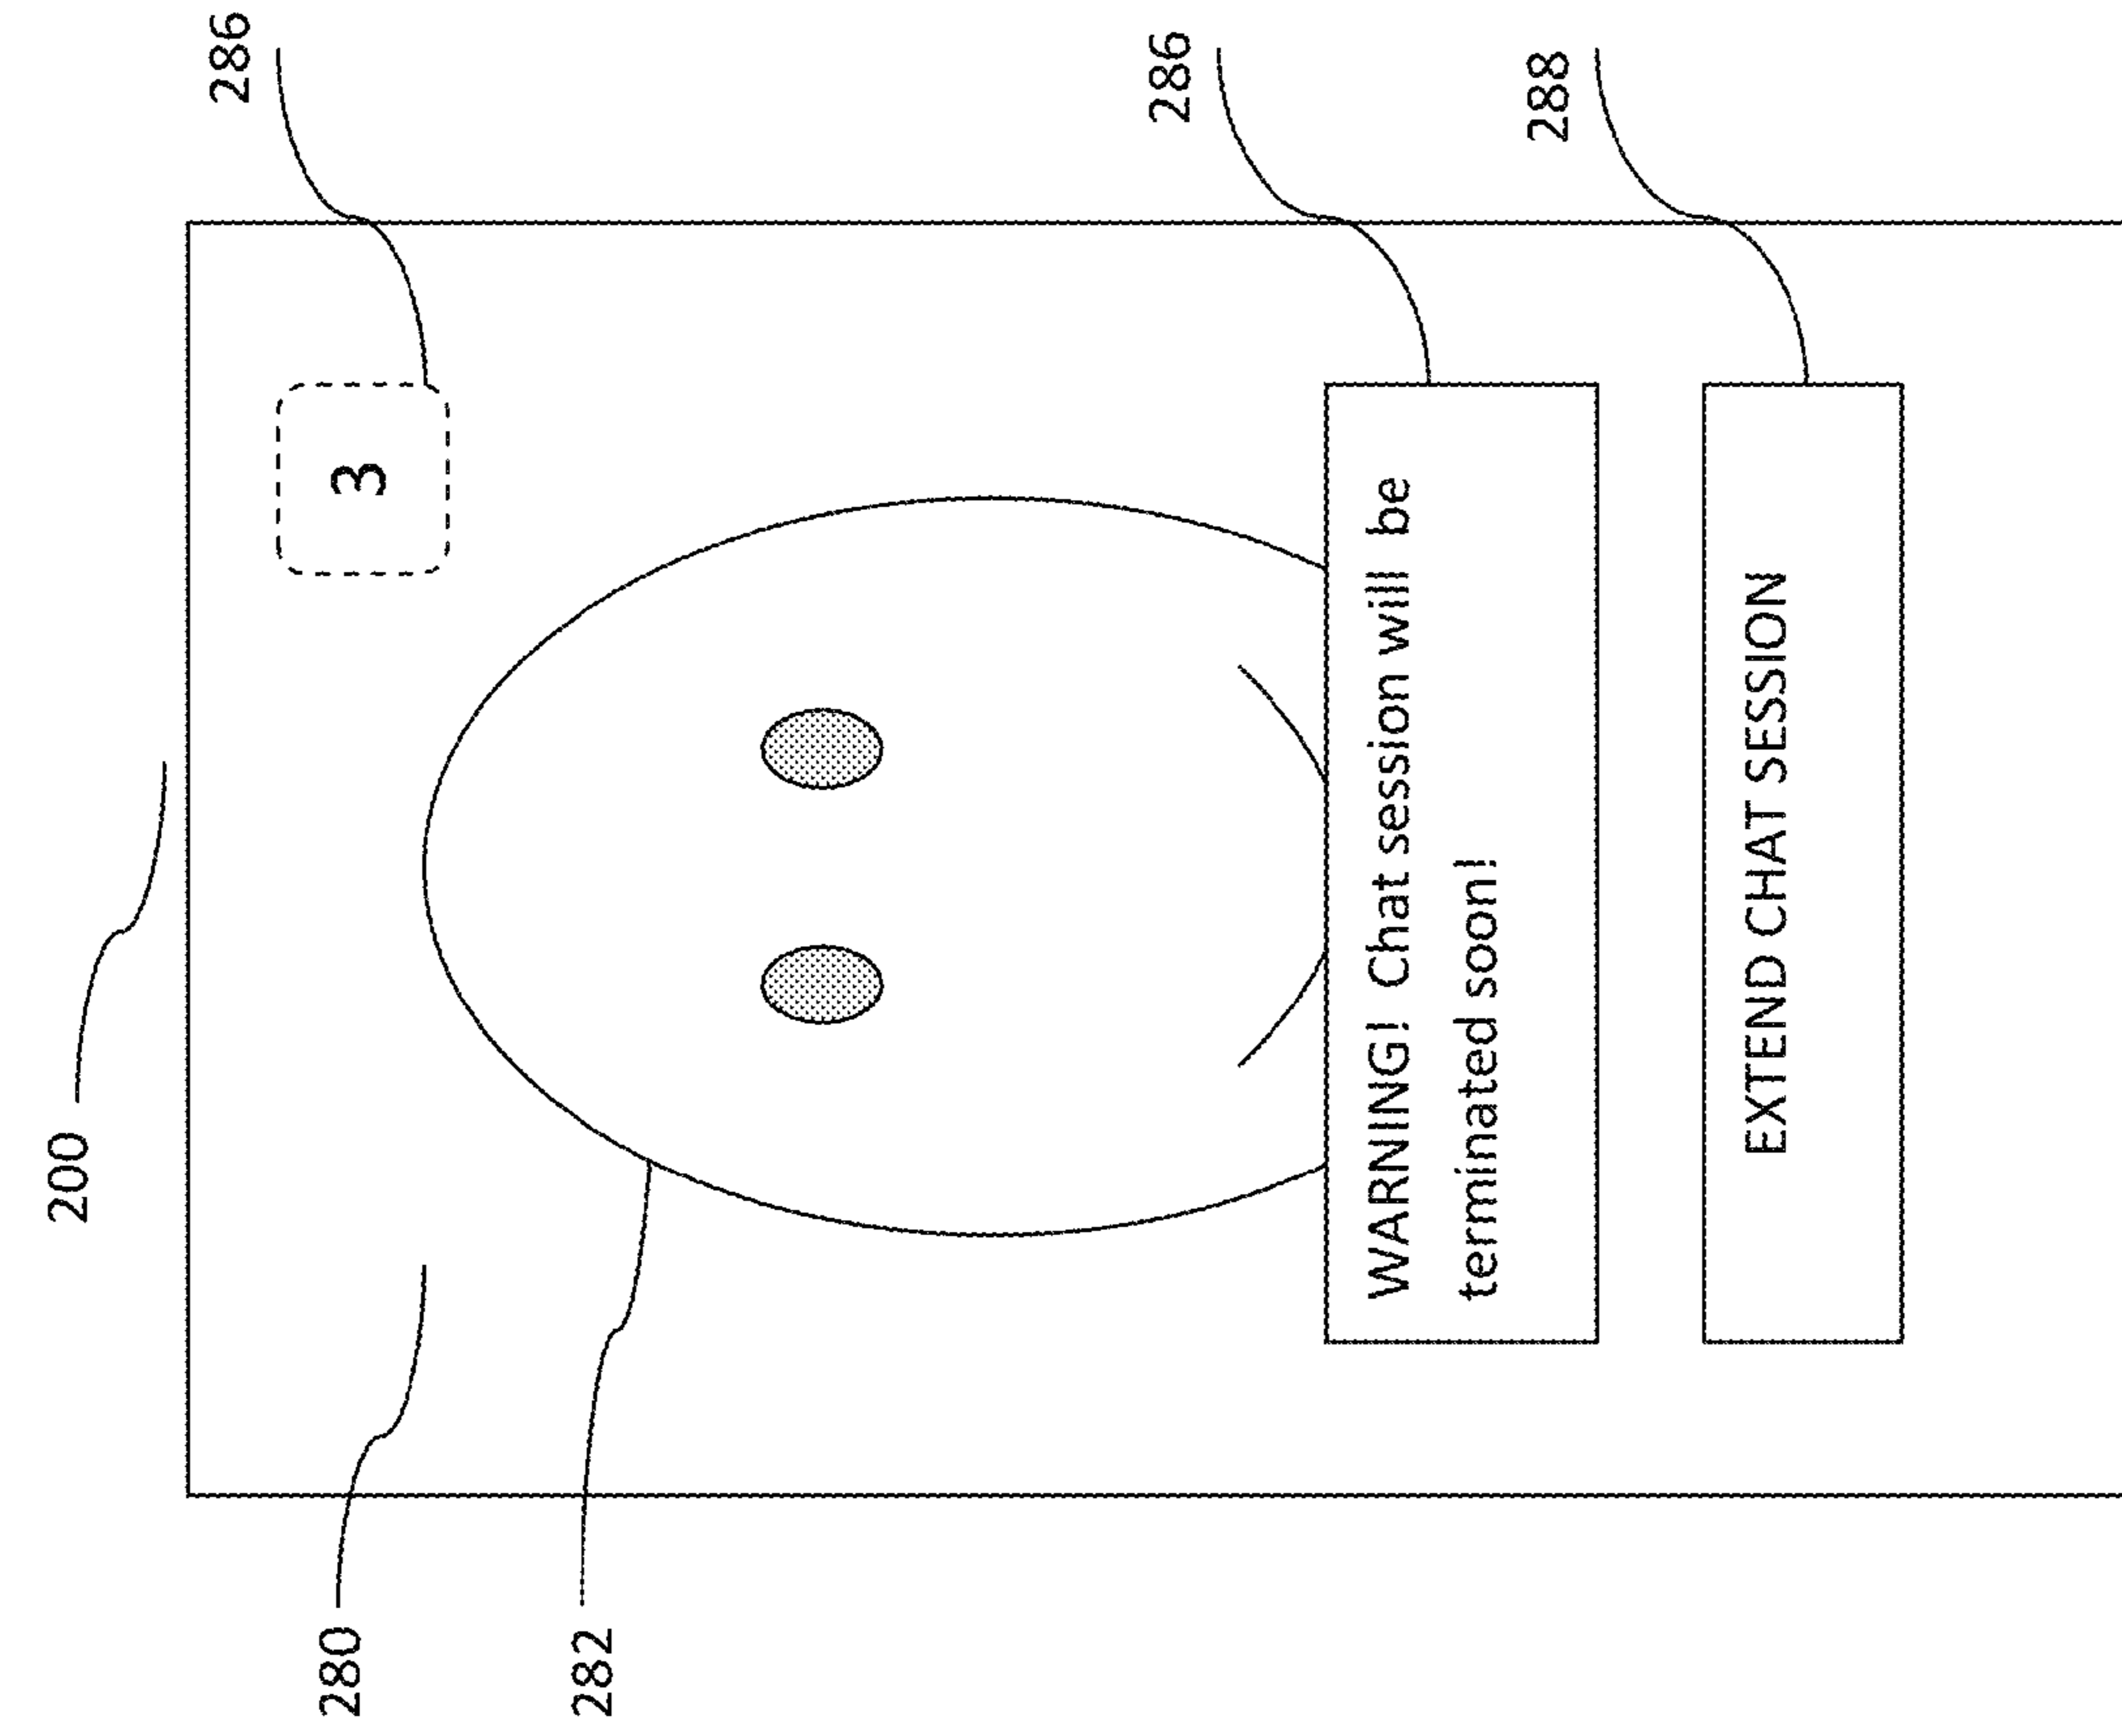 200
286
280
3
282
286
WARNING! Chat session will be
terminated soon!
288
EXTEND CHAT SESSION